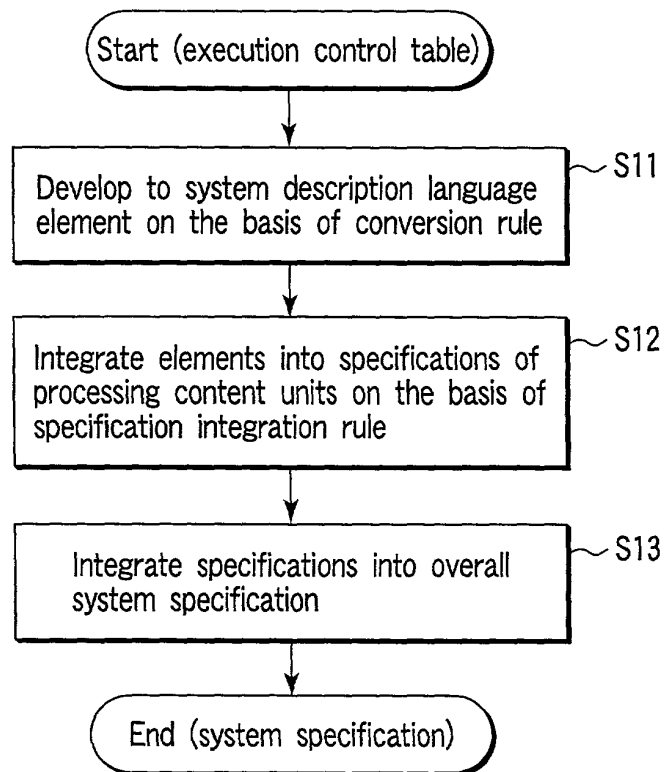 Start (execution control table)
S11
Develop to system description language
element on the basis of conversion rule
S12
Integrate elements into specifications of
processing content units on the basis of
specification integration rule
S13
Integrate specifications into overall
system specification
End (system specification)